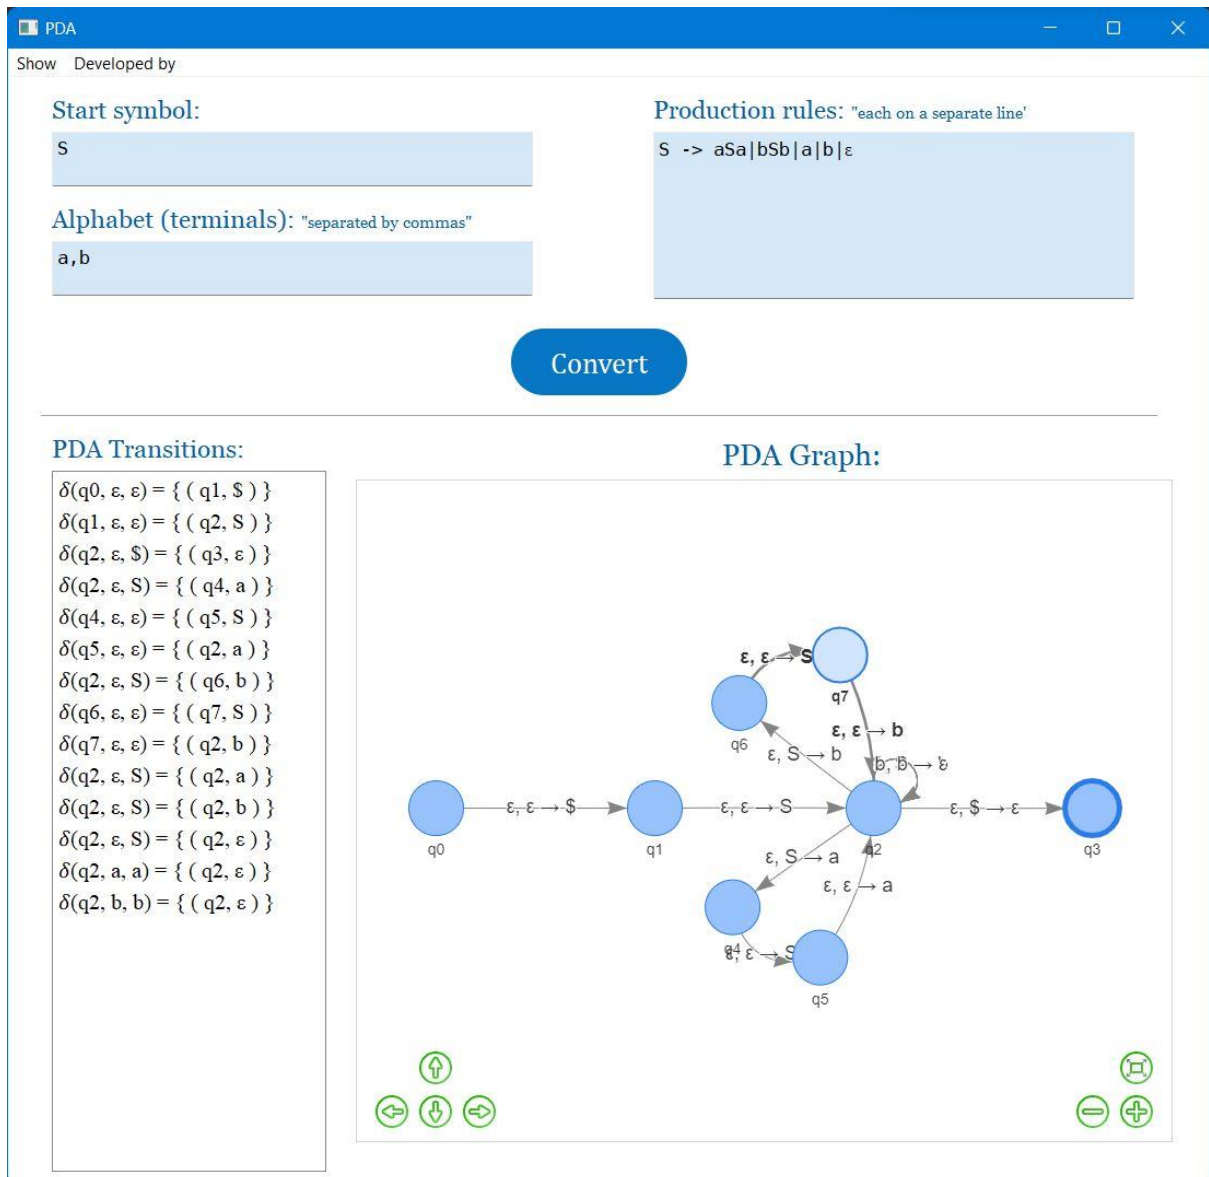 PDA
Show Developed by
Start symbol:
S
Alphabet (terminals): "separated by commas"
a,b
Production rules: "each on a separate line'
S -> aSa|bSb|a|b|ε
Convert
PDA Transitions:
δ(q0, ε, ε) = { ( q1, $ ) }
δ(q1, ε, ε) = { ( q2, S ) }
δ(q2, ε, $) = { ( q3, ε ) }
δ(q2, ε, S) = { ( q4, a ) }
δ(q4, ε, ε) = { ( q5, S ) }
δ(q5, ε, ε) = { ( q2, a ) }
δ(q2, ε, S) = { ( q6, b ) }
δ(q6, ε, ε) = { ( q7, S ) }
δ(q7, ε, ε) = { ( q2, b ) }
δ(q2, ε, S) = { ( q2, a ) }
δ(q2, ε, S) = { ( q2, b ) }
δ(q2, ε, S) = { ( q2, ε ) }
δ(q2, a, a) = { ( q2, ε ) }
δ(q2, b, b) = { ( q2, ε ) }
PDA Graph:
ε, ε → S
q7
ε, ε → b
q6
ε, S → b
ε, ε → $
ε, ε → S
ε, $ → ε
q0
q1
q2
q3
ε, S → a
ε, ε → a
q4
ε → S
q5